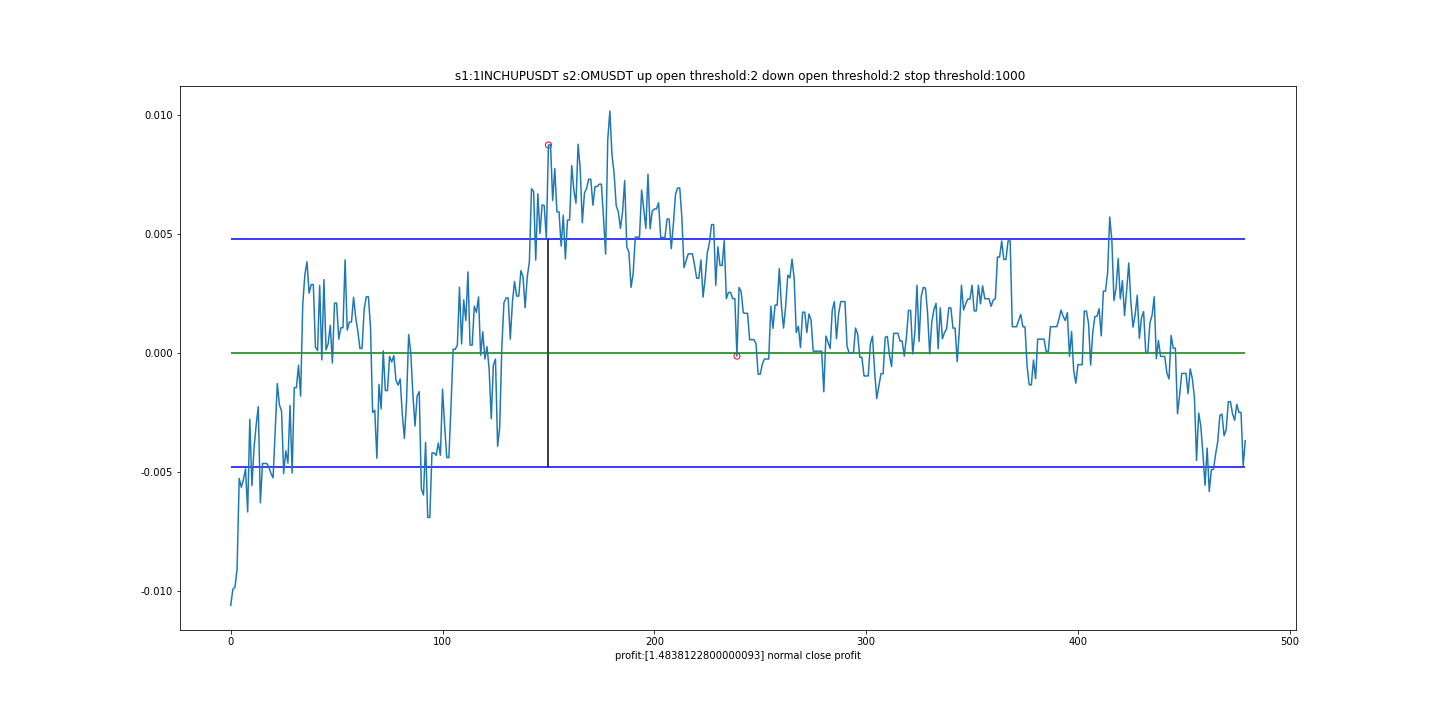 s1:1INCHUPUSDT s2:OMUSDT up open threshold:2 down open threshold:2 stop threshold:1000
0.010
0.005
0.000
-0.005
-0.010
0 100 200 300 400 500
profit:[1.4838122800000093] normal close profit